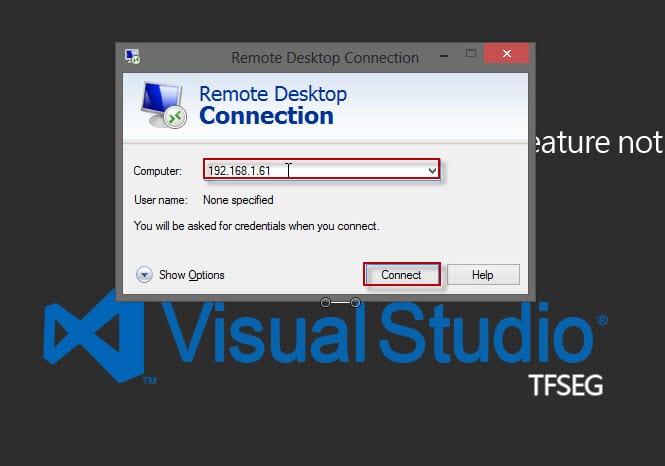 Remote Desktop Connection
Remote Desktop
Connection
eature not
Computer:
192.168.1.61
User name:
None specified
You will be asked for credentials when you connect.
Show Options
Connect
Help
Visual Studio®
™
TFSEG